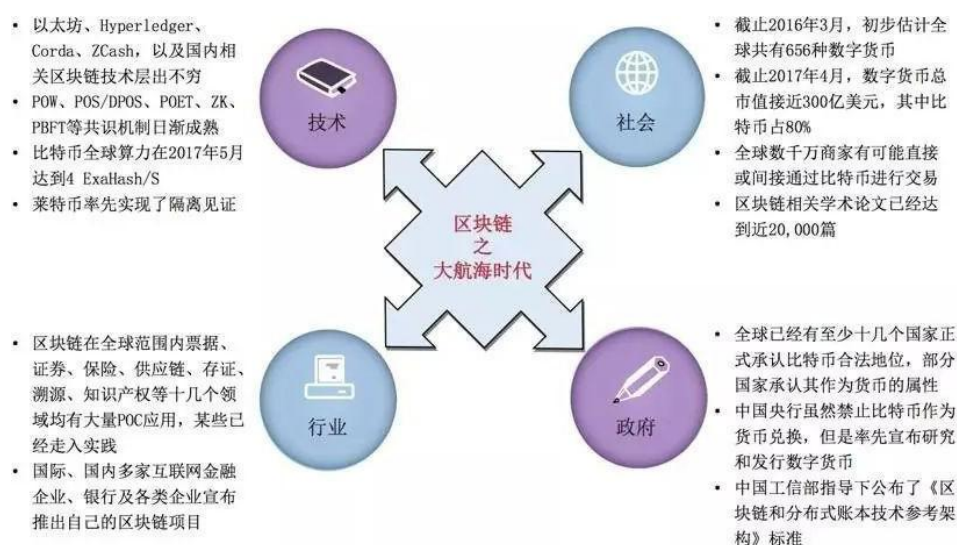 • 以太坊、Hyperledger、
Corda、ZCash，以及国内相
关区块链技术层出不穷
• POW、POS/DPOS、POET、ZK、
PBFT等共识机制日渐成熟
• 比特币全球算力在2017年5月
达到4 ExaHash/S
• 莱特币率先实现了隔离见证
技术
社会
• 截止2016年3月，初步估计全
球共有656种数字货币
• 截止2017年4月，数字货币总
市值接近300亿美元，其中比
特币占80%
• 全球数千万商家有可能直接
或间接通过比特币进行交易
• 区块链相关学术论文已经达
到近20,000篇
区块链
之
大航海时代
• 区块链在全球范围内票据、
证券、保险、供应链、存证、
溯源、知识产权等十几个领
域均有大量POC应用，某些已
经走入实践
• 国际、国内多家互联网金融
企业、银行及各类企业宣布
推出自己的区块链项目
行业
政府
• 全球已经有至少十几个国家正
式承认比特币合法地位，部分
国家承认其作为货币的属性
• 中国央行虽然禁止比特币作为
货币兑换，但是率先宣布研究
和发行数字货币
• 中国工信部指导下公布了《区
块链和分布式账本技术参考架
构》标准